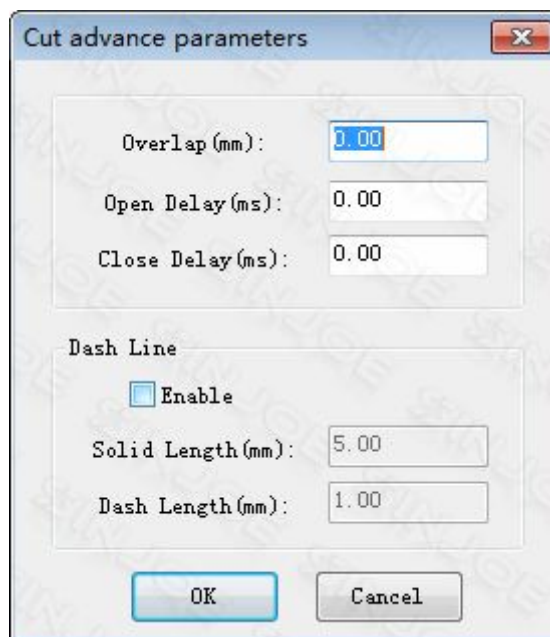 Cut advance parameters
Overlap(mm): 0.00
Open Delay(ms): 0.00
Close Delay(ms): 0.00
Dash Line
Enable
Solid Length(mm): 5.00
Dash Length(mm): 1.00
OK Cancel